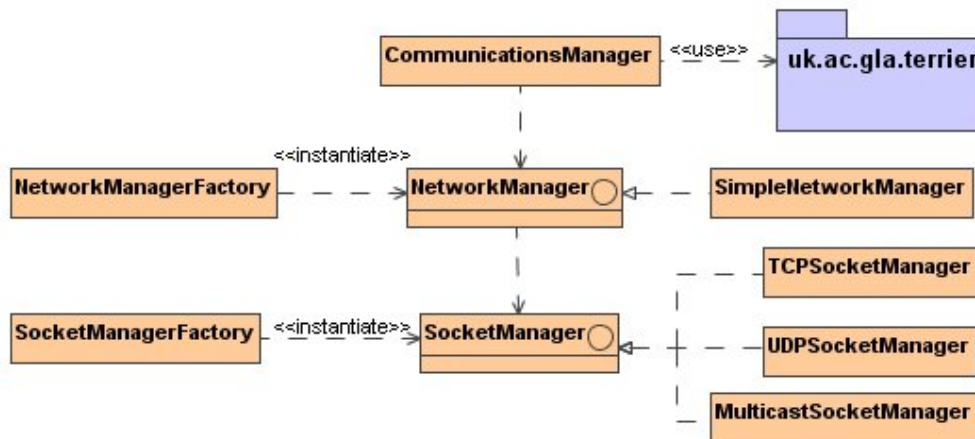 CommunicationsManager
<<use>>
uk.ac.gla.terrier
<<instantiate>>
NetworkManagerFactory
NetworkManager
SimpleNetworkManager
TCPSocketManager
<<instantiate>>
SocketManagerFactory
SocketManager
UDPSocketManager
MulticastSocketManager